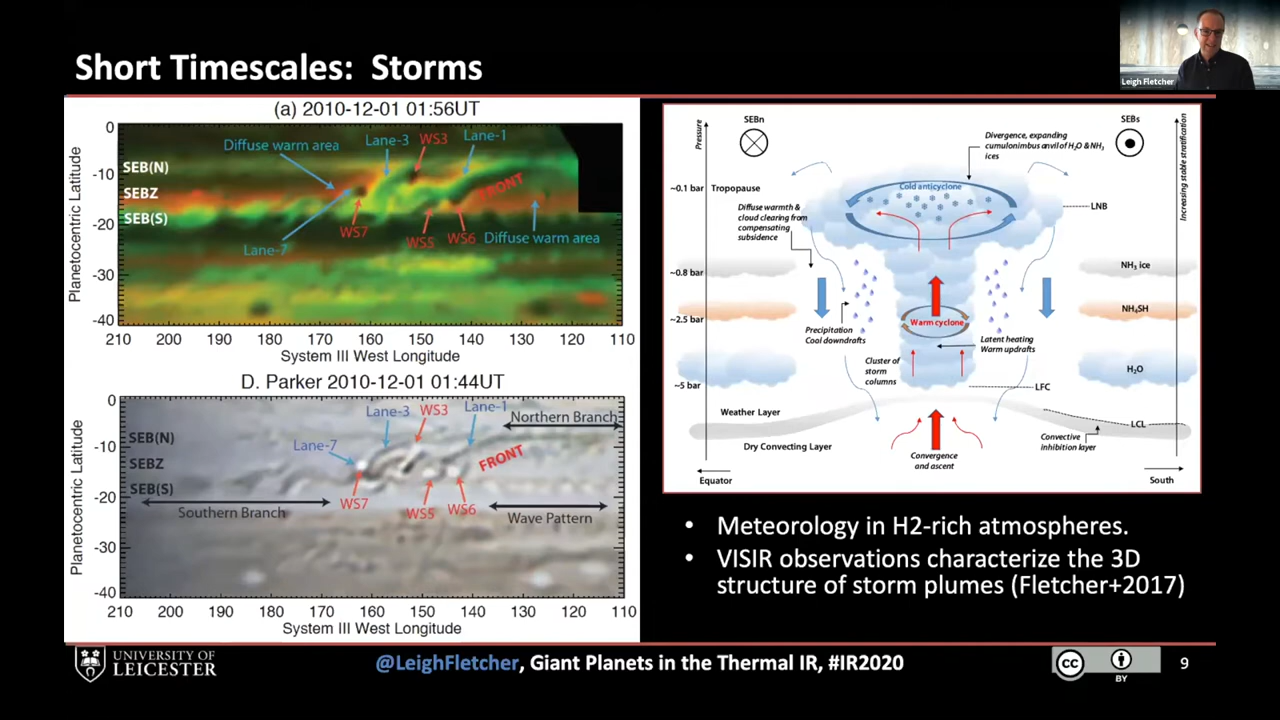 Short Timescales: Storms
Leigh Fletcher
(a) 2010-12-01 01:56UT
Planetocentric Latitude
0
-10
-20
-30
-40
SEB(N)
SEBZ
SEB(S)
Diffuse warm area
Lane-3
WS3
Lane-1
FRONT
WS7
WS5
WS6
Diffuse warm area
Lane-7
210 200 190 180 170 160 150 140 130 120 110
System III West Longitude
D. Parker 2010-12-01 01:44UT
Planetocentric Latitude
0
-10
-20
-30
-40
SEB(N)
SEBZ
SEB(S)
Lane-3
WS3
Lane-1
Northern Branch
Lane-7
FRONT
WS7
WS5
WS6
Southern Branch
Wave Pattern
210 200 190 180 170 160 150 140 130 120 110
System III West Longitude
SEBn
SEBs
Pressure
Increasing stable stratification
Divergence, expanding
cumulonimbus anvil of H2O & NH3
ices
~0.1 bar
Tropopause
Cold anticyclone
LNB
Diffuse warmth &
cloud clearing from
compensating
subsidence
~0.8 bar
NH3 ice
~2.5 bar
NH4SH
Warm cyclone
Precipitation
Cool downdrafts
Latent heating
Warm updrafts
Cluster of
storm
columns
H2O
~5 bar
LFC
Weather Layer
LCL
Dry Convecting Layer
Convective
inhibition layer
Convergence
and ascent
Equator
South
• Meteorology in H2-rich atmospheres.
• VISIR observations characterize the 3D
structure of storm plumes (Fletcher+2017)
UNIVERSITY OF
LEICESTER
@LeighFletcher, Giant Planets in the Thermal IR, #IR2020
cc
BY
9